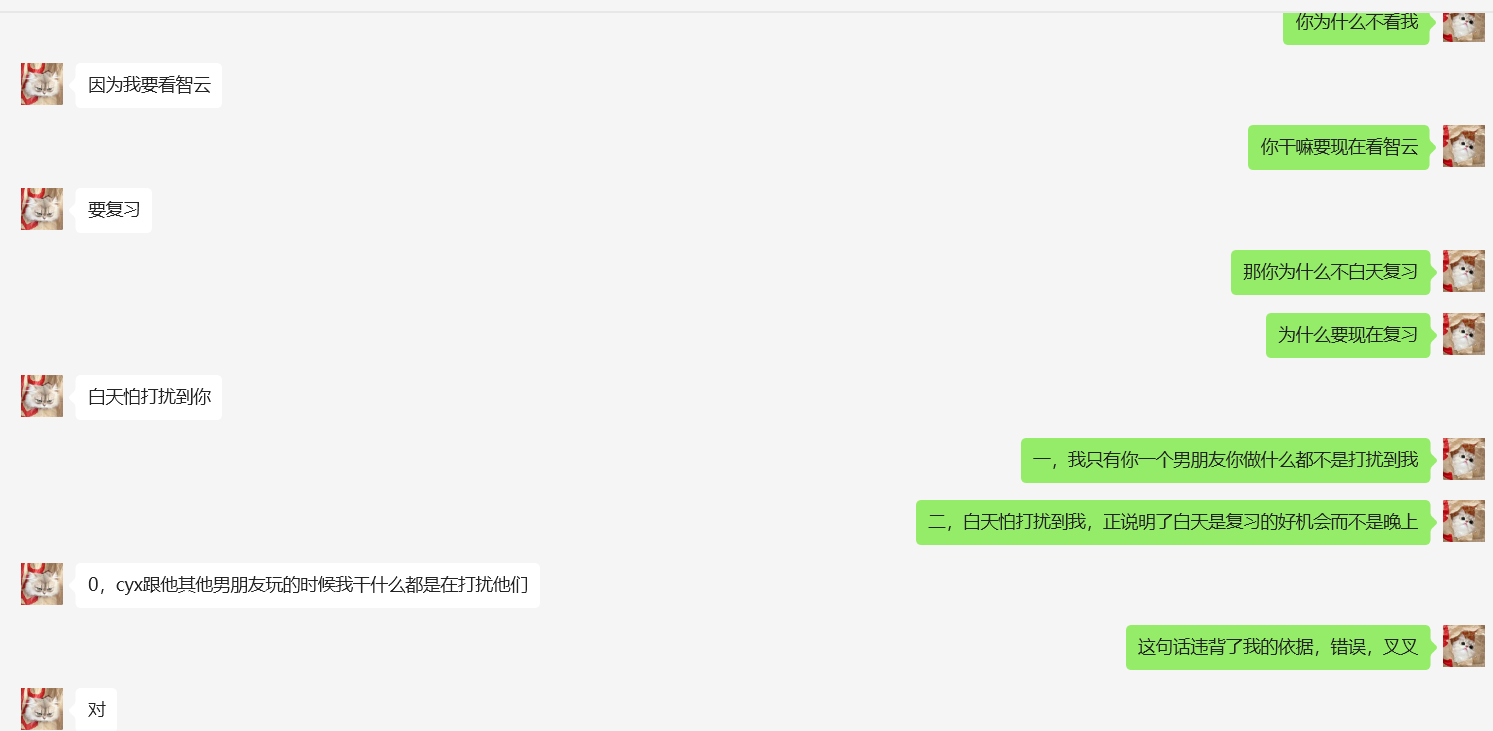 你为什么不看我
因为我要看智云
你干嘛要现在看智云
要复习
那你为什么不白天复习
为什么要现在复习
白天怕打扰到你
一，我只有你一个男朋友你做什么都不是打扰到我
二，白天怕打扰到我，正说明了白天是复习的好机会而不是晚上
0，cyx跟他其他男朋友玩的时候我干什么都是在打扰他们
这句话违背了我的依据，错误，叉叉
对